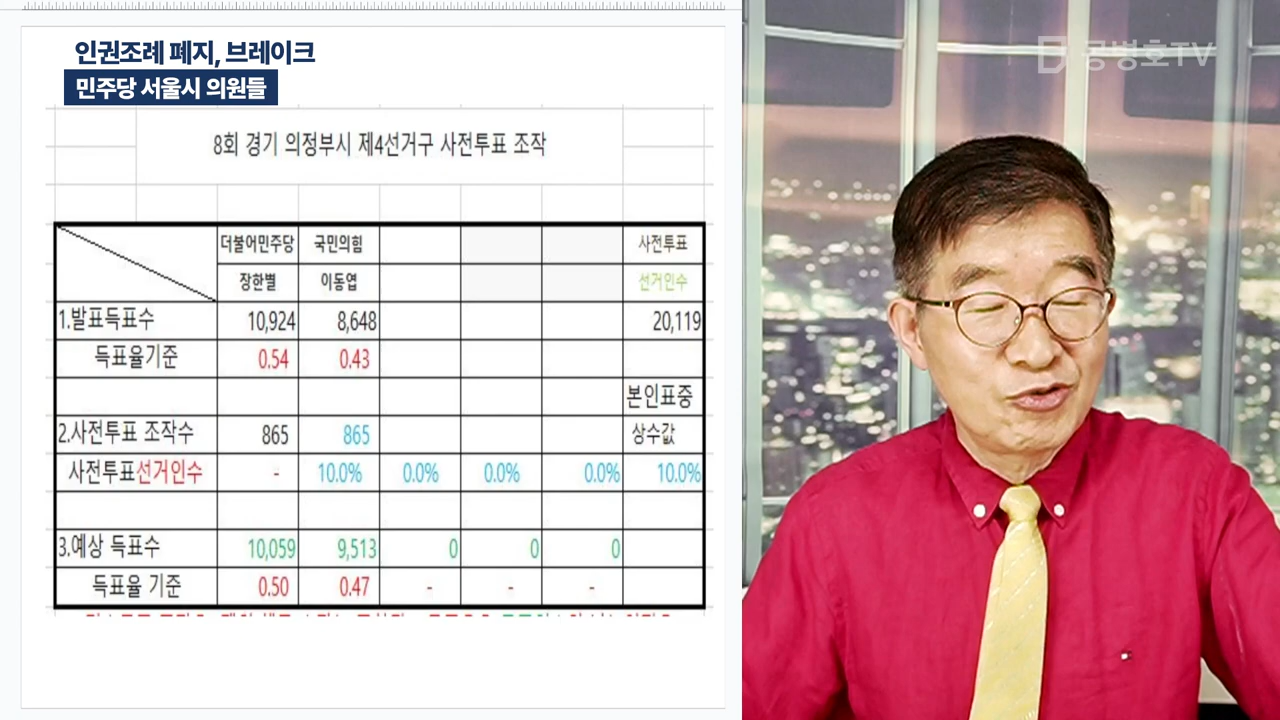 인권조례 폐지, 브레이크
민주당 서울시 의원들
공병호TV
8회 경기 의정부시 제4선거구 사전투표 조작
더불어민주당 국민의힘 사전투표
장한별 이동엽 선거인수
1.발표득표수 10,924 8,648 20,119
득표율기준 0.54 0.43
본인표중
2.사전투표 조작수 865 865 상수값
사전투표선거인수 - 10.0% 0.0% 0.0% 0.0% 10.0%
3.예상 득표수 10,059 9,513 0 0 0
득표율 기준 0.50 0.47 - - -